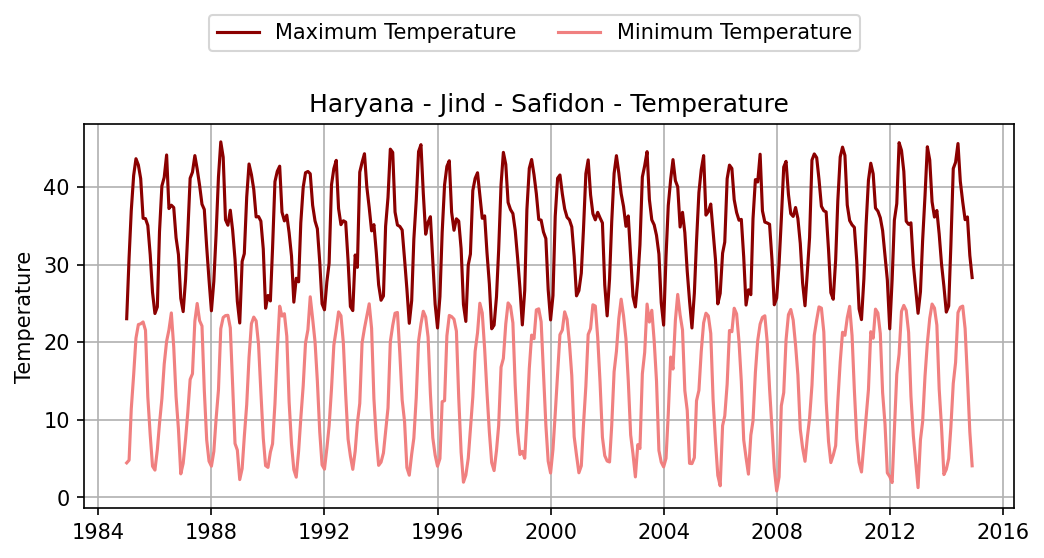 Maximum Temperature Minimum Temperature
Haryana - Jind - Safidon - Temperature
Temperature
40
30
20
10
0
1984 1988 1992 1996 2000 2004 2008 2012 2016